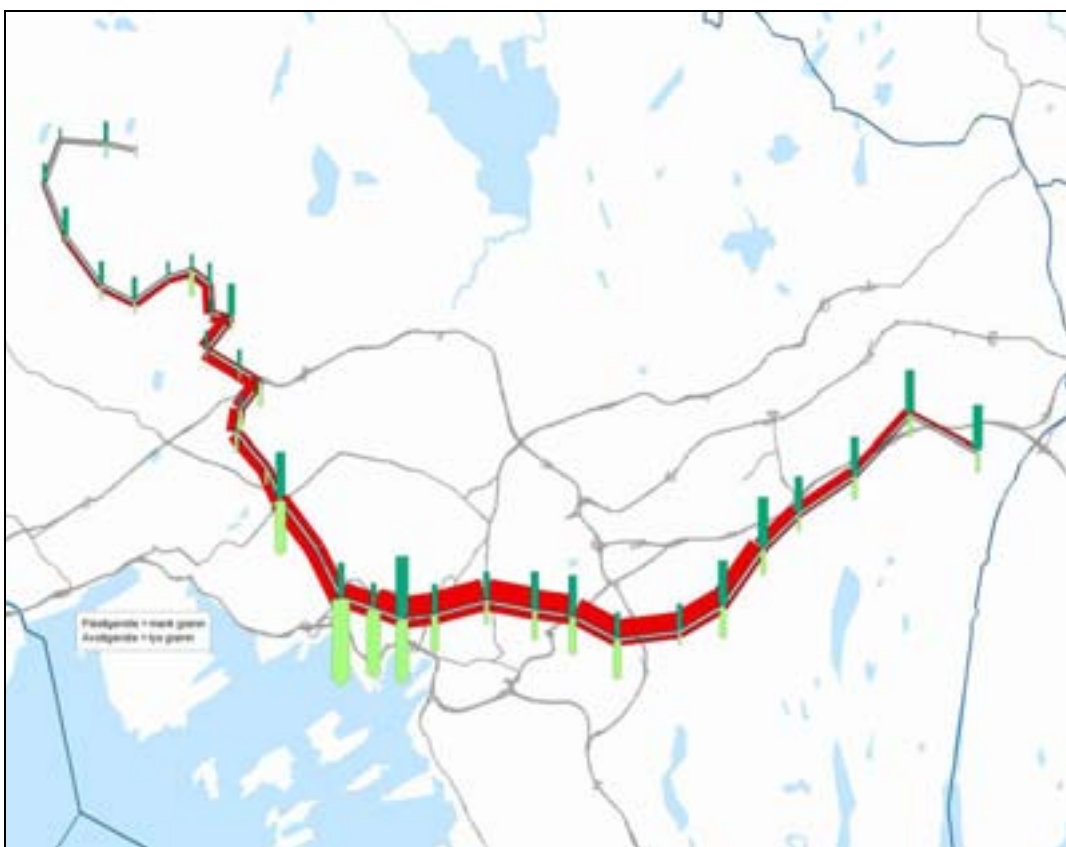 Påstigende = mørk grønn
Avstigende = lys grønn